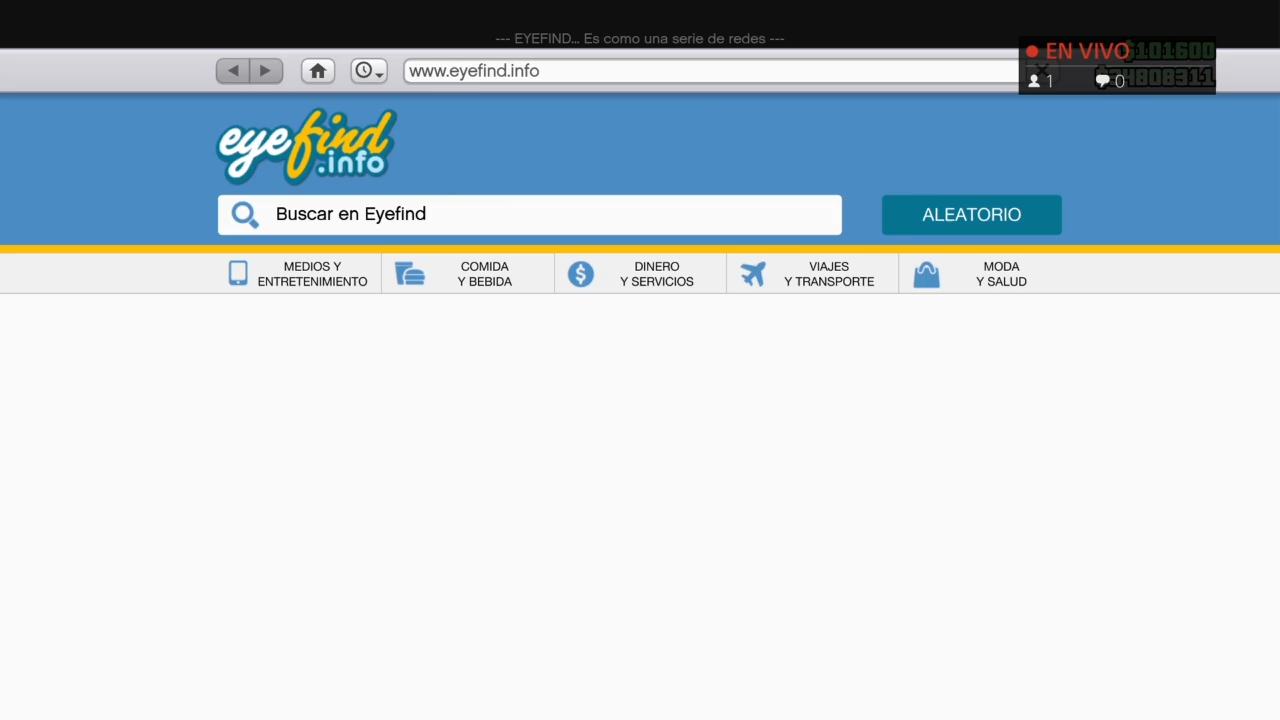 --- EYEFIND... Es como una serie de redes ---
EN VIVO
$101600
1
0
www.eyefind.info
eyefind
.info
Buscar en Eyefind
ALEATORIO
MEDIOS Y
ENTRETENIMIENTO
COMIDA
Y BEBIDA
DINERO
Y SERVICIOS
VIAJES
Y TRANSPORTE
MODA
Y SALUD